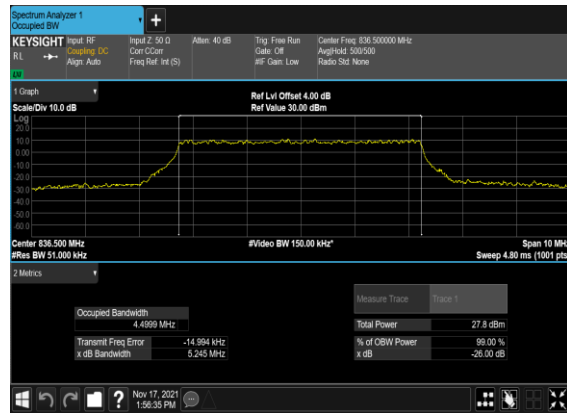 Spectrum Analyzer 1
Occupied BW
+
KEYSIGHT Input: RF Input Z: 50 Ω Atten: 40 dB Trig: Free Run Center Freq: 836.500000 MHz
RL Coupling: DC Corr CCorr Gate: Off Avg|Hold: 500/500
Align: Auto Freq Ref: Int (S) #IF Gain: Low Radio Std: None
1 Graph
Scale/Div 10.0 dB Ref Lvl Offset 4.00 dB
Ref Value 30.00 dBm
Log
20.0
10.0
0.00
-10.0
-20.0
-30.0
-40.0
-50.0
-60.0
Center 836.500 MHz #Video BW 150.00 kHz* Span 10 MHz
#Res BW 51.000 kHz Sweep 4.80 ms (1001 pts)
2 Metrics
Measure Trace Trace 1
Occupied Bandwidth
4.4999 MHz Total Power 27.8 dBm
Transmit Freq Error -14.994 kHz % of OBW Power 99.00 %
x dB Bandwidth 5.245 MHz x dB -26.00 dB
? Nov 17, 2021
1:56:35 PM